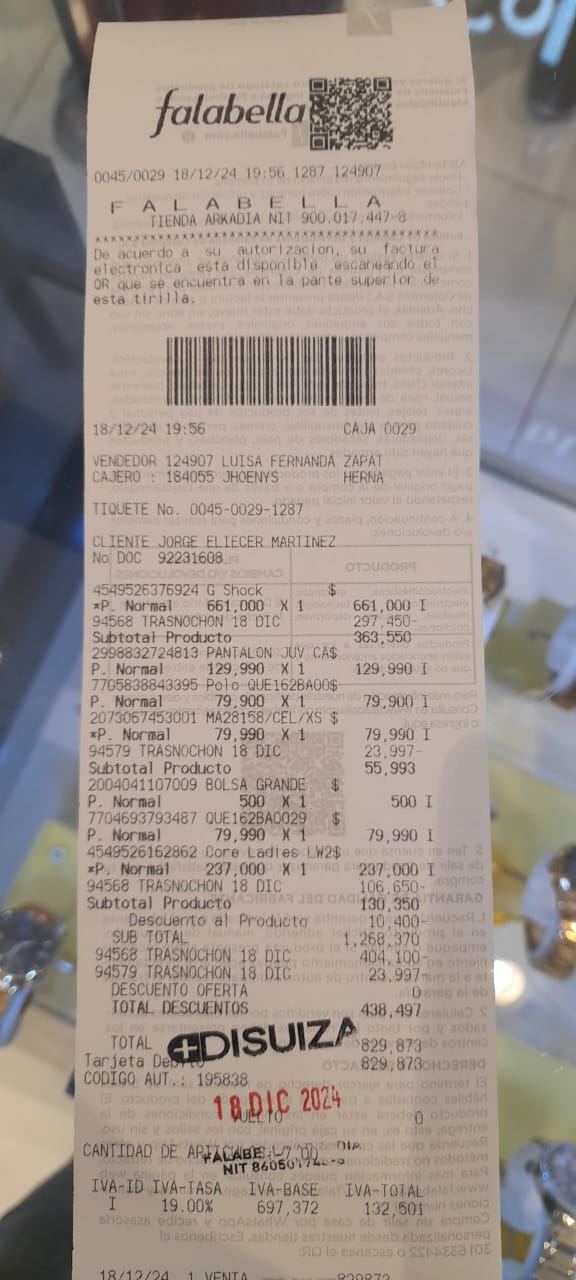 falabella
0045/0029 18/12/24 19:56 1287 124907
F A L A B E L L A
TIENDA ARKADIA NIT 900.017.447-8
****************************************
De acuerdo a su autorizacion, su factura
electronica esta disponible escaneando el
QR que se encuentra en la parte superior de
esta tirilla.
18/12/24 19:56 CAJA 0029
VENDEDOR 124907 LUISA FERNANDA ZAPAT
CAJERO : 184055 JHOENYS HERNA
TIQUETE No. 0045-0029-1287
CLIENTE JORGE ELIECER MARTINEZ
No DOC 92231608
4549526376924 G Shock $
*P. Normal 661,000 X 1 661,000 I
94568 TRASNOCHON 18 DIC 297,450-
Subtotal Producto 363,550
2998832724813 PANTALON JUV CA$
P. Normal 129,990 X 1 129,990 I
7705838843395 Polo QUE162BA00$
P. Normal 79,900 X 1 79,900 I
2073067453001 MA28158/CEL/XS $
*P. Normal 79,990 X 1 79,990 I
94579 TRASNOCHON 18 DIC 23,997-
Subtotal Producto 55,993
2004041107009 BOLSA GRANDE $
P. Normal 500 X 1 500 I
7704693793487 QUE162BA0029 $
P. Normal 79,990 X 1 79,990 I
4549526162862 Core Ladies LW2$
*P. Normal 237,000 X 1 237,000 I
94568 TRASNOCHON 18 DIC 106,650-
Subtotal Producto 130,350
Descuento al Producto 10,400-
SUB TOTAL 1,268,370
94568 TRASNOCHON 18 DIC 404,100-
94579 TRASNOCHON 18 DIC 23,997-
DESCUENTO OFERTA 0
TOTAL DESCUENTOS 438,497
TOTAL 829,873
DISUIZA
Tarjeta Debito 829,873
CODIGO AUT.: 195838
18 DIC 2024
VUELTO 0
CANTIDAD DE 7.00
FALABE
NIT
IVA-ID IVA-TASA IVA-BASE IVA-TOTAL
I 19.00% 697,372 132,501
18/12/24 1 VENTA 829873